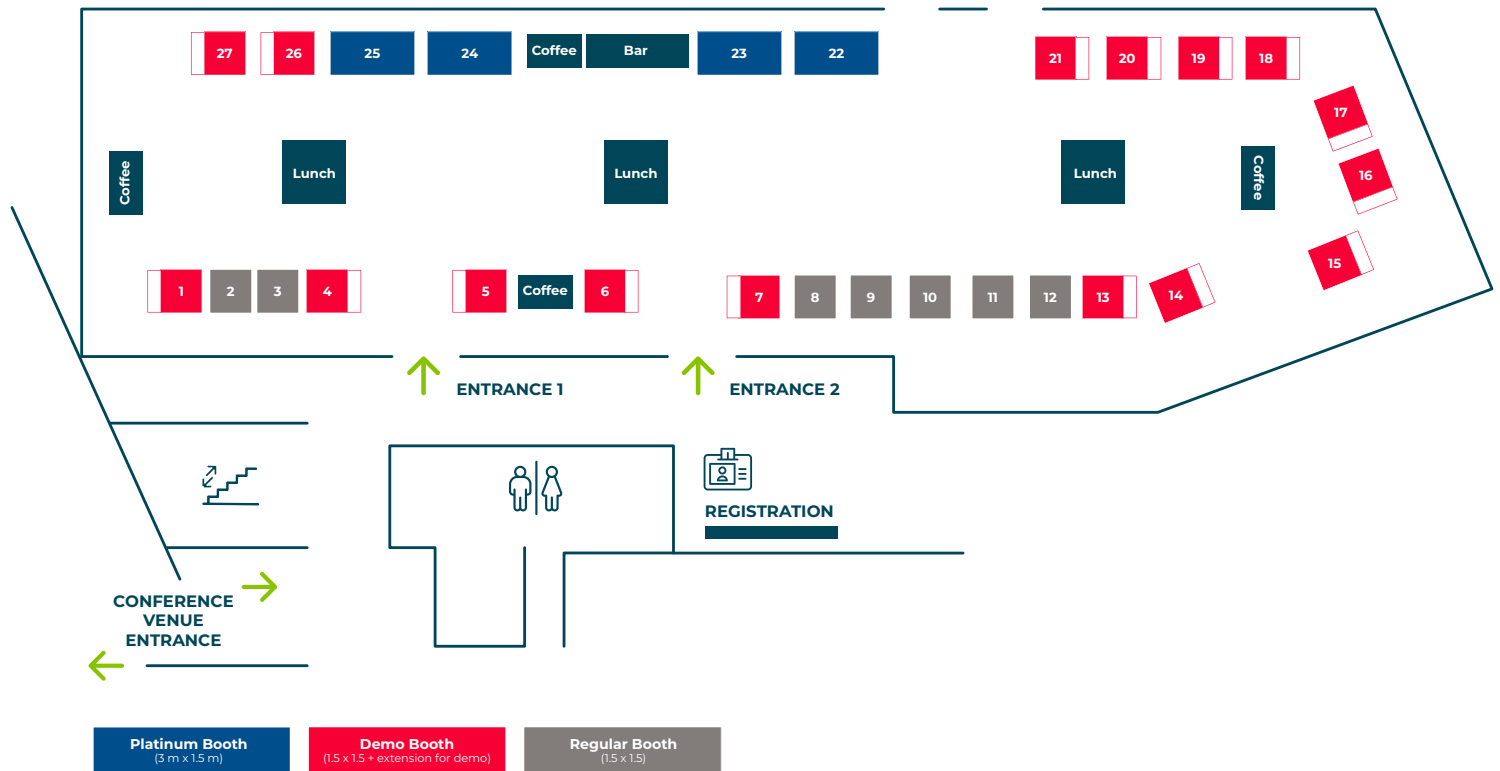 27
26
25
24
Coffee
Bar
23
22
21
20
19
18
17
Coffee
Lunch
Lunch
Lunch
Coffee
16
15
1
2
3
4
5
Coffee
6
7
8
9
10
11
12
13
14
ENTRANCE 1
ENTRANCE 2
REGISTRATION
CONFERENCE
VENUE
ENTRANCE
Platinum Booth
(3 m x 1.5 m)
Demo Booth
(1.5 x 1.5 + extension for demo)
Regular Booth
(1.5 x 1.5)